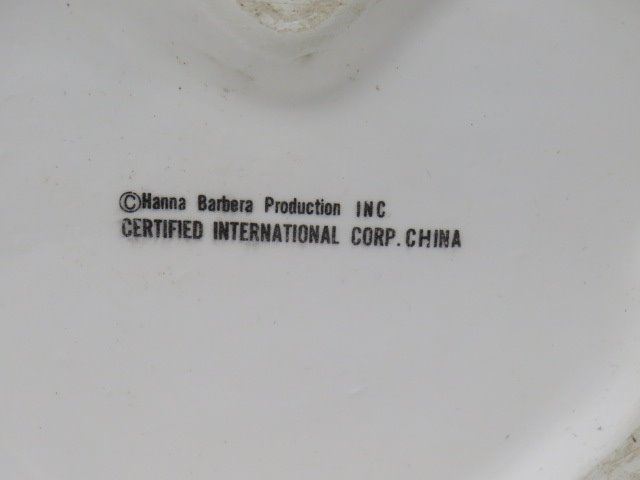 ©Hanna Barbera Production INC
CERTIFIED INTERNATIONAL CORP. CHINA